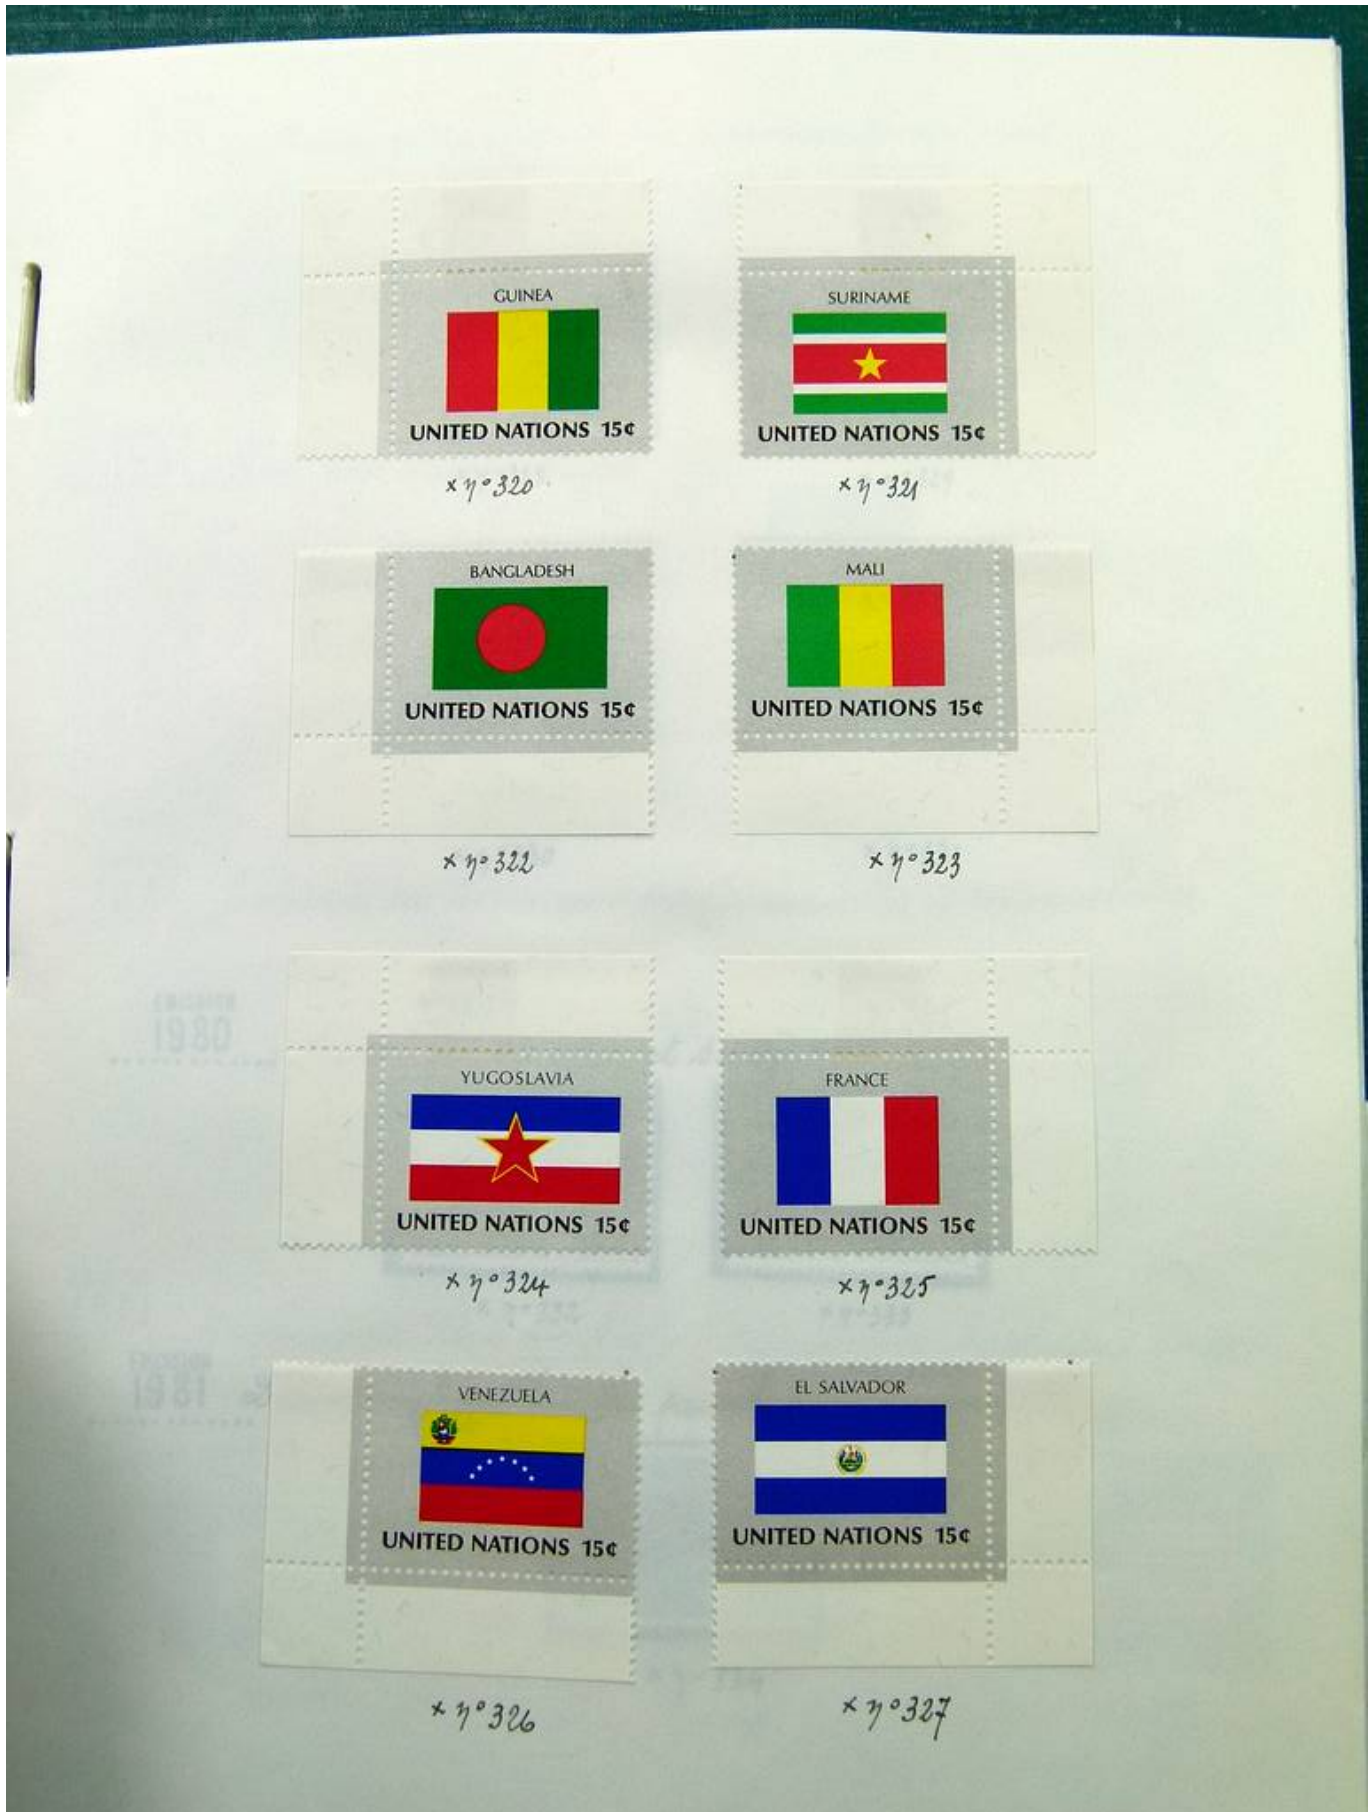 GUINEA
UNITED NATIONS 15¢
x n° 320
SURINAME
UNITED NATIONS 15¢
x n° 321
BANGLADESH
UNITED NATIONS 15¢
x n° 322
MALI
UNITED NATIONS 15¢
x n° 323
YUGOSLAVIA
UNITED NATIONS 15¢
x n° 324
FRANCE
UNITED NATIONS 15¢
x n° 325
VENEZUELA
UNITED NATIONS 15¢
x n° 326
EL SALVADOR
UNITED NATIONS 15¢
x n° 327
1980
1981